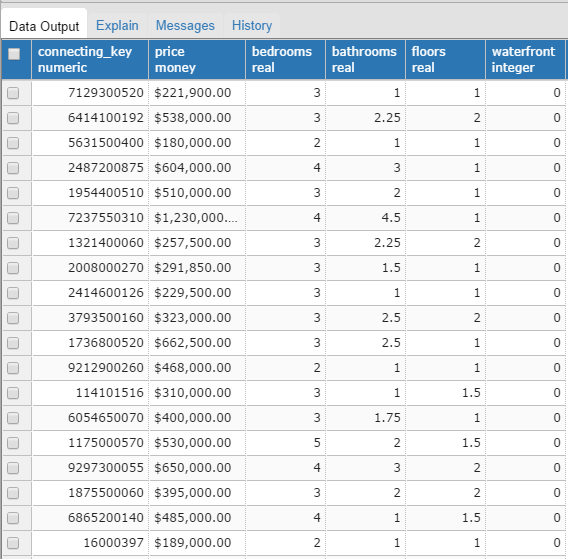 Data Output Explain Messages History
connecting_key price bedrooms bathrooms floors waterfront
numeric money real real real integer
7129300520 $221,900.00 3 1 1 0
6414100192 $538,000.00 3 2.25 2 0
5631500400 $180,000.00 2 1 1 0
2487200875 $604,000.00 4 3 1 0
1954400510 $510,000.00 3 2 1 0
7237550310 $1,230,000.... 4 4.5 1 0
1321400060 $257,500.00 3 2.25 2 0
2008000270 $291,850.00 3 1.5 1 0
2414600126 $229,500.00 3 1 1 0
3793500160 $323,000.00 3 2.5 2 0
1736800520 $662,500.00 3 2.5 1 0
9212900260 $468,000.00 2 1 1 0
114101516 $310,000.00 3 1 1.5 0
6054650070 $400,000.00 3 1.75 1 0
1175000570 $530,000.00 5 2 1.5 0
9297300055 $650,000.00 4 3 2 0
1875500060 $395,000.00 3 2 2 0
6865200140 $485,000.00 4 1 1.5 0
16000397 $189,000.00 2 1 1 0